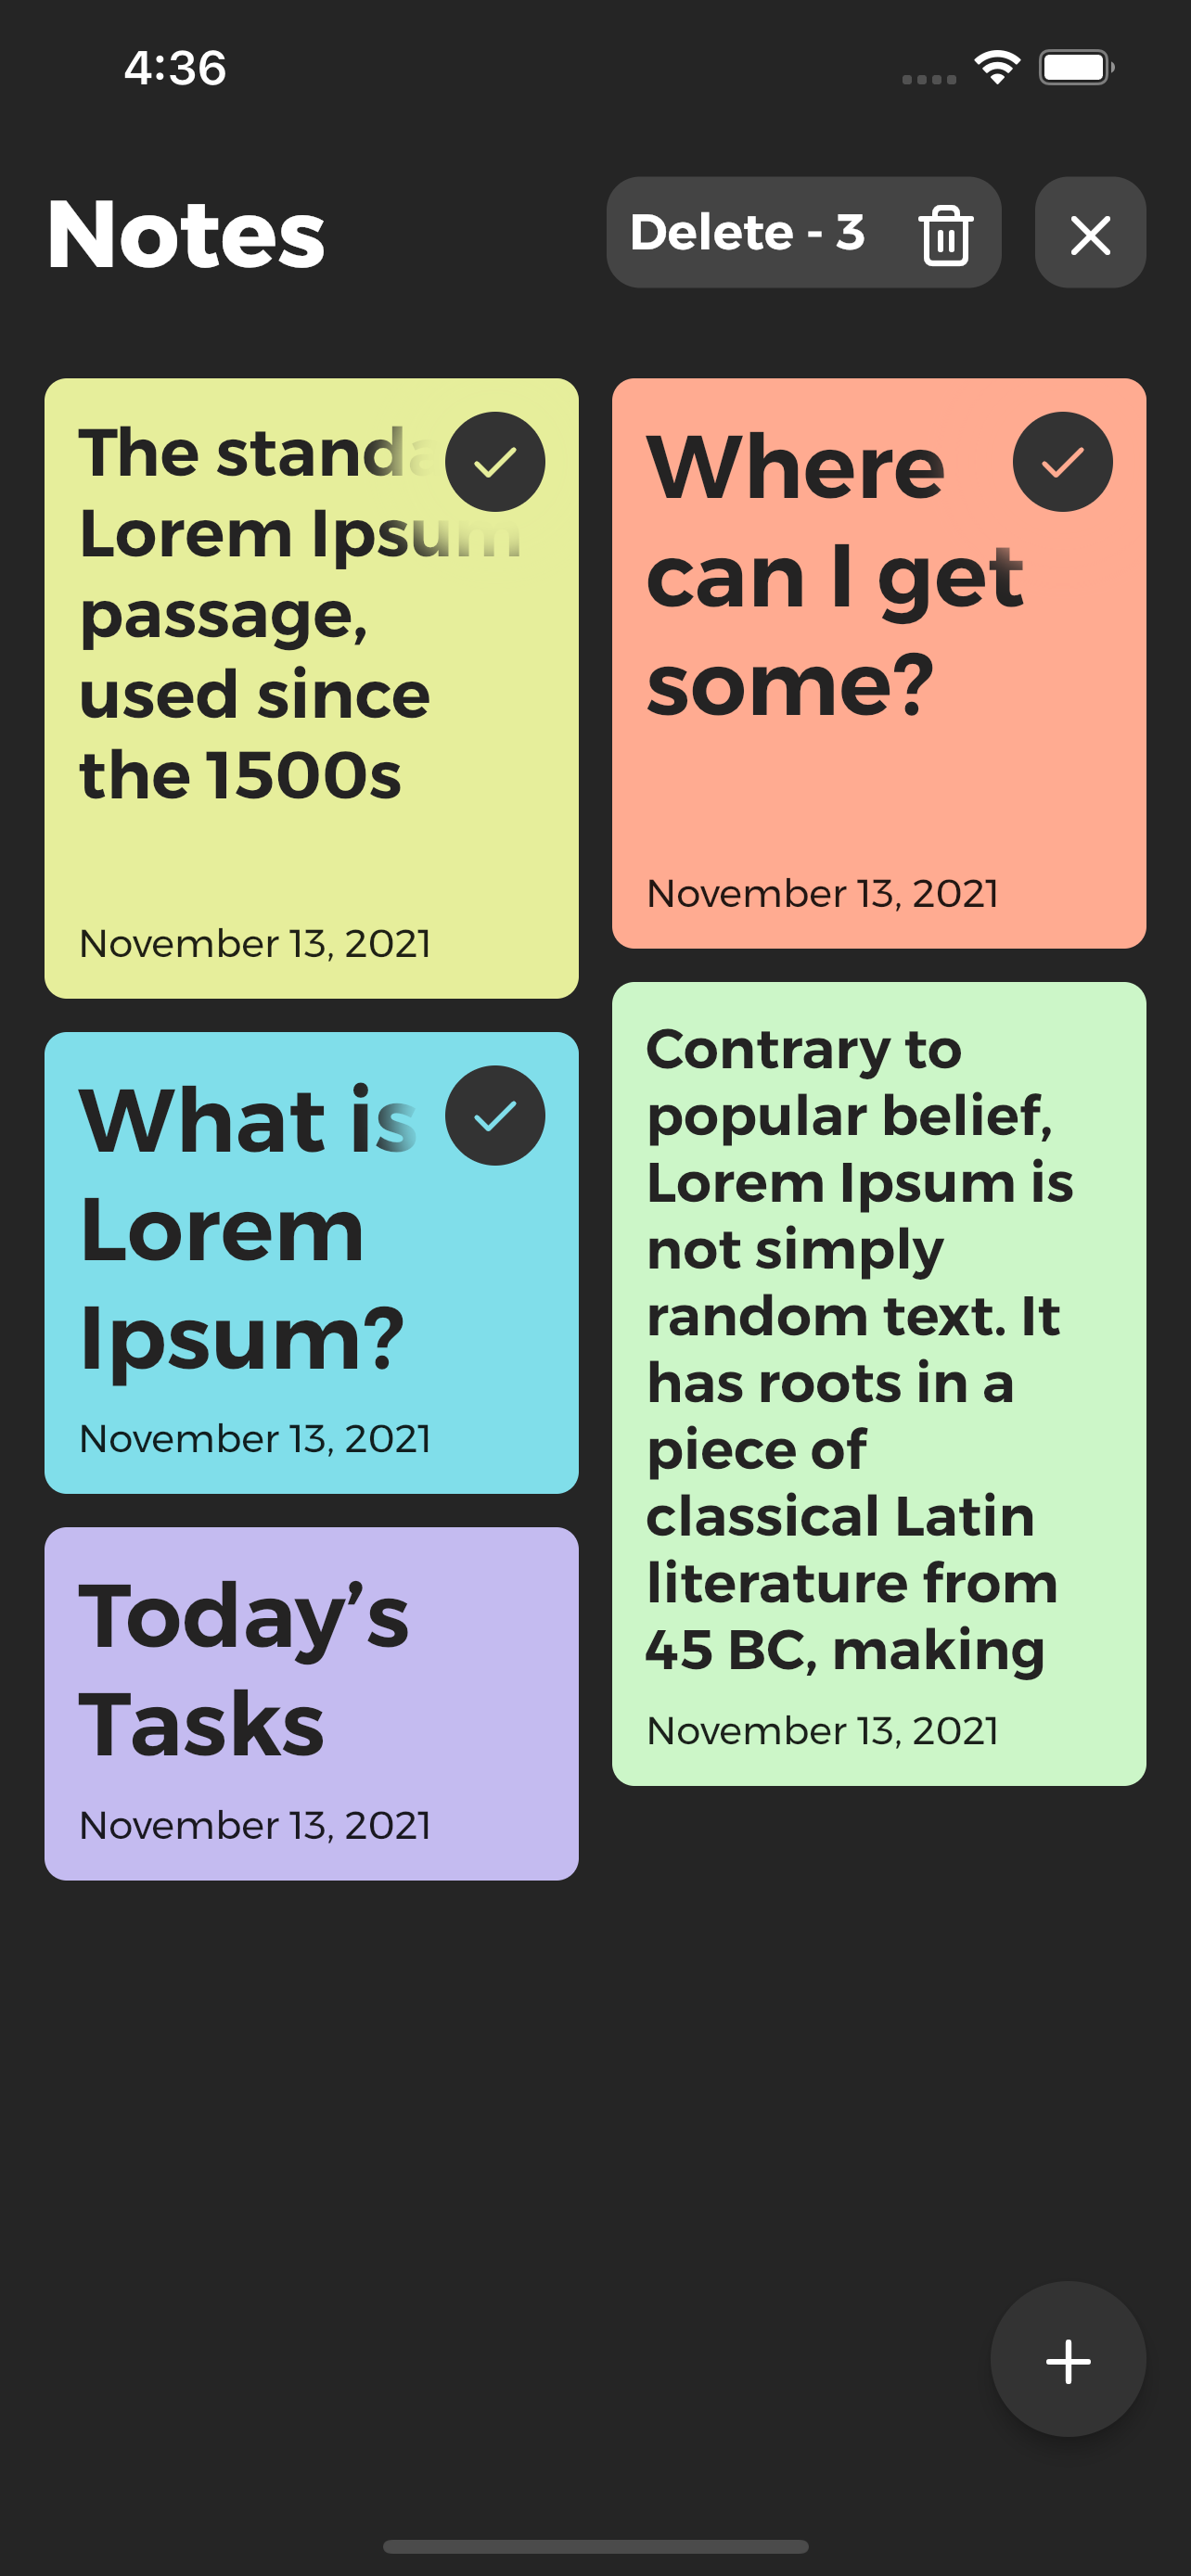 4:36
Notes
Delete - 3
The standa
Lorem Ipsum
passage,
used since
the 1500s
November 13, 2021
Where
can I get
some?
November 13, 2021
What is
Lorem
Ipsum?
November 13, 2021
Contrary to
popular belief,
Lorem Ipsum is
not simply
random text. It
has roots in a
piece of
classical Latin
literature from
45 BC, making
November 13, 2021
Today’s
Tasks
November 13, 2021